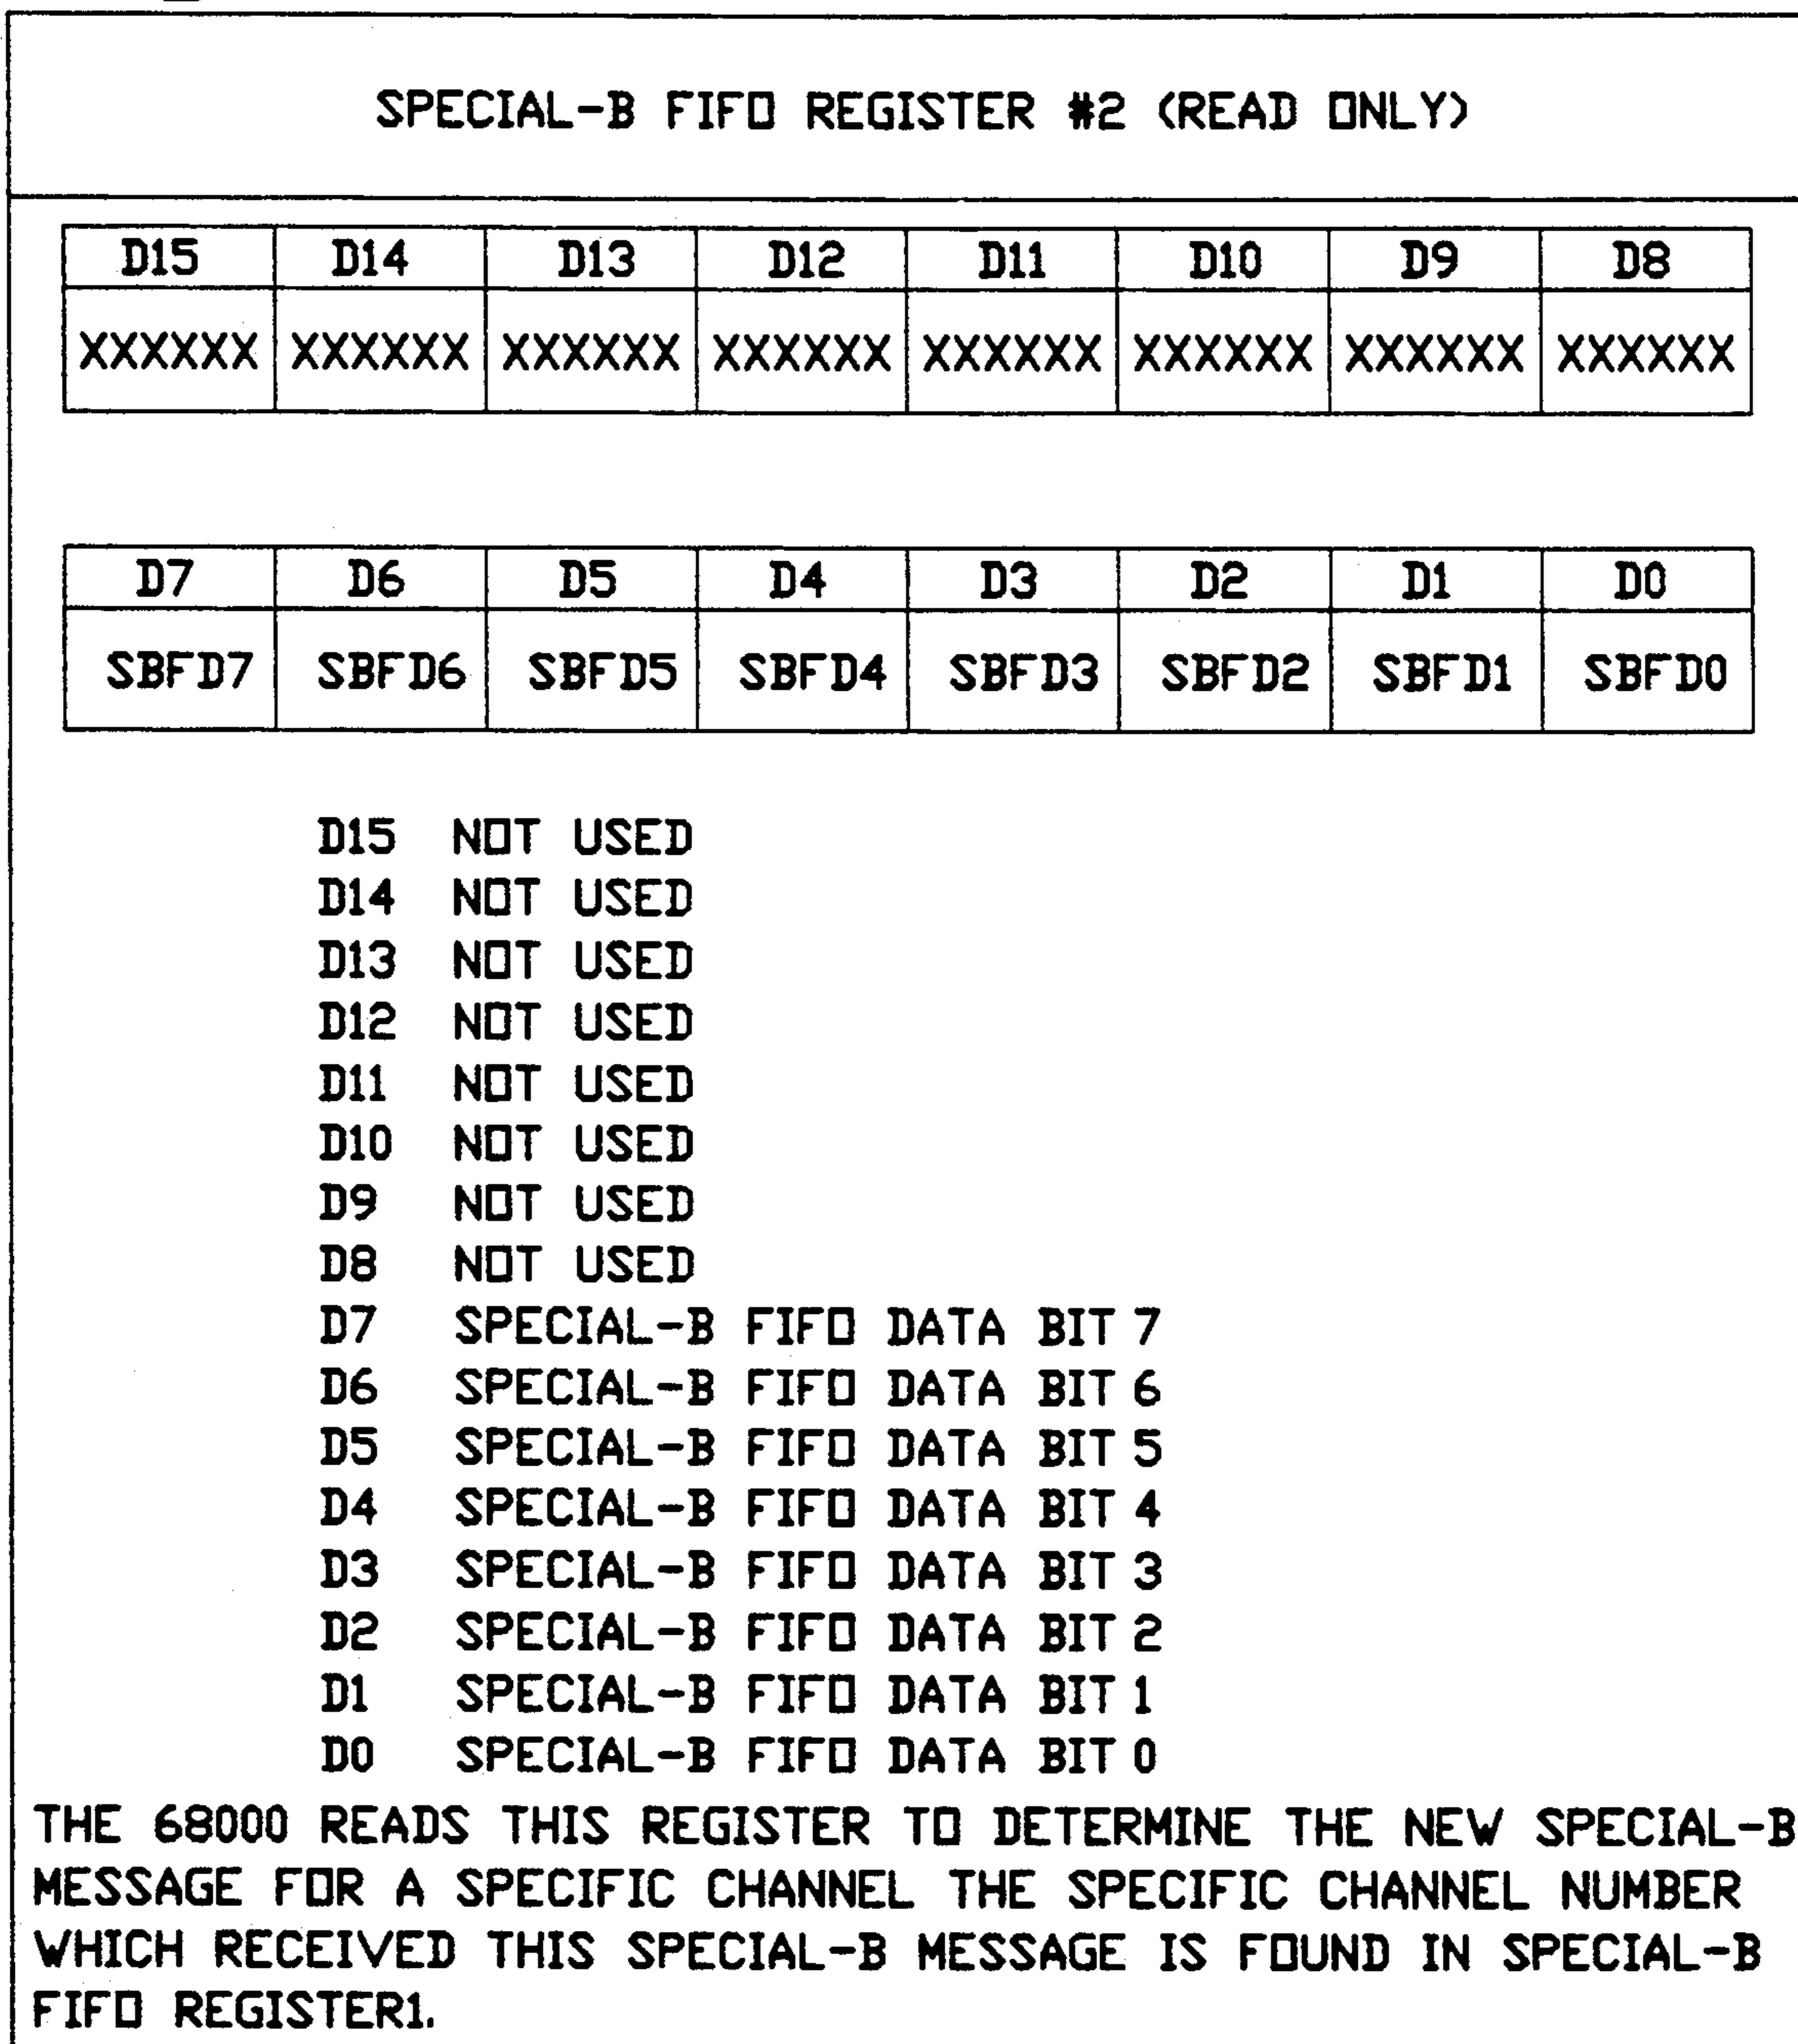 SPECIAL-B FIFO REGISTER #2 (READ ONLY)
D15 D14 D13 D12 D11 D10 D9 D8
XXXXXX XXXXXX XXXXXX XXXXXX XXXXXX XXXXXX XXXXXX XXXXXX
D7 D6 D5 D4 D3 D2 D1 D0
SBFD7 SBFD6 SBFD5 SBFD4 SBFD3 SBFD2 SBFD1 SBFD0
D15 NOT USED
D14 NOT USED
D13 NOT USED
D12 NOT USED
D11 NOT USED
D10 NOT USED
D9 NOT USED
D8 NOT USED
D7 SPECIAL-B FIFO DATA BIT 7
D6 SPECIAL-B FIFO DATA BIT 6
D5 SPECIAL-B FIFO DATA BIT 5
D4 SPECIAL-B FIFO DATA BIT 4
D3 SPECIAL-B FIFO DATA BIT 3
D2 SPECIAL-B FIFO DATA BIT 2
D1 SPECIAL-B FIFO DATA BIT 1
D0 SPECIAL-B FIFO DATA BIT 0
THE 68000 READS THIS REGISTER TO DETERMINE THE NEW SPECIAL-B
MESSAGE FOR A SPECIFIC CHANNEL THE SPECIFIC CHANNEL NUMBER
WHICH RECEIVED THIS SPECIAL-B MESSAGE IS FOUND IN SPECIAL-B
FIFO REGISTER1.